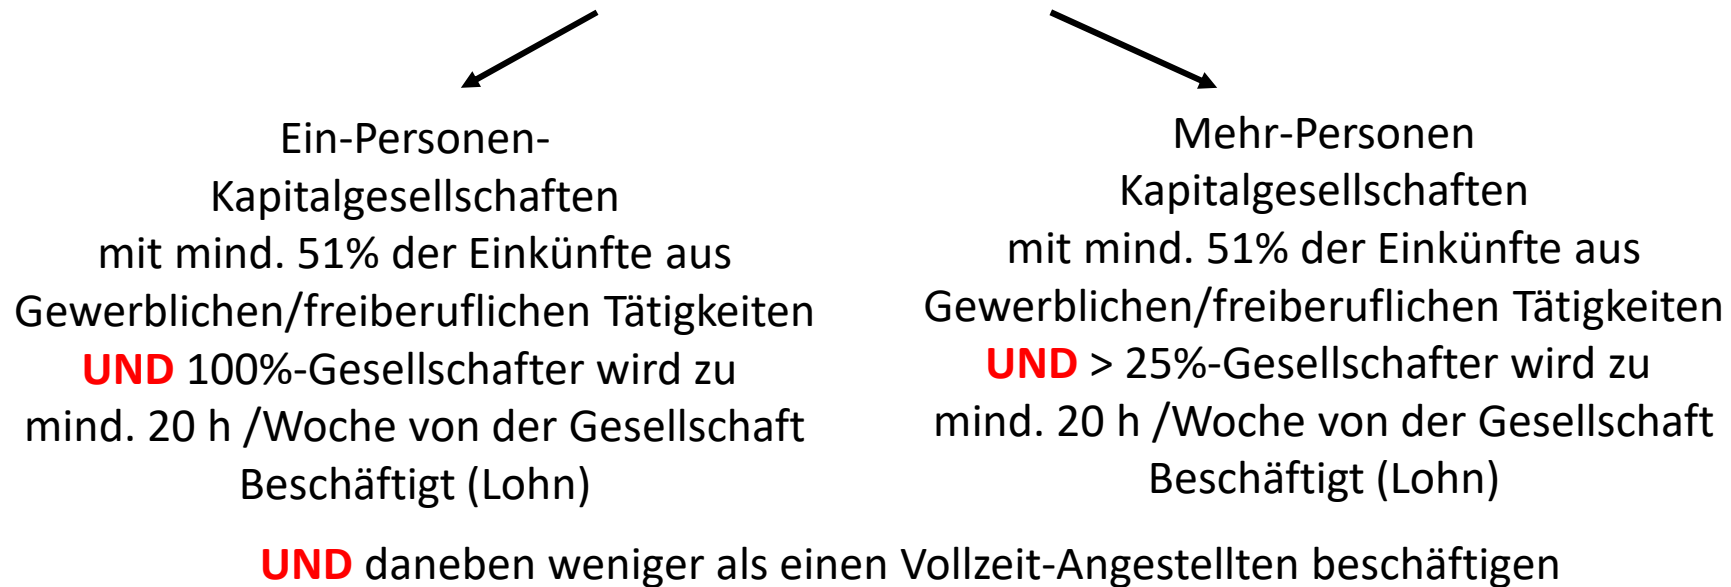 Ein-Personen-
Kapitalgesellschaften
mit mind. 51% der Einkünfte aus
Gewerblichen/freiberuflichen Tätigkeiten
UND 100%-Gesellschafter wird zu
mind. 20 h /Woche von der Gesellschaft
Beschäftigt (Lohn)
Mehr-Personen
Kapitalgesellschaften
mit mind. 51% der Einkünfte aus
Gewerblichen/freiberuflichen Tätigkeiten
UND > 25%-Gesellschafter wird zu
mind. 20 h /Woche von der Gesellschaft
Beschäftigt (Lohn)
UND daneben weniger als einen Vollzeit-Angestellten beschäftigen